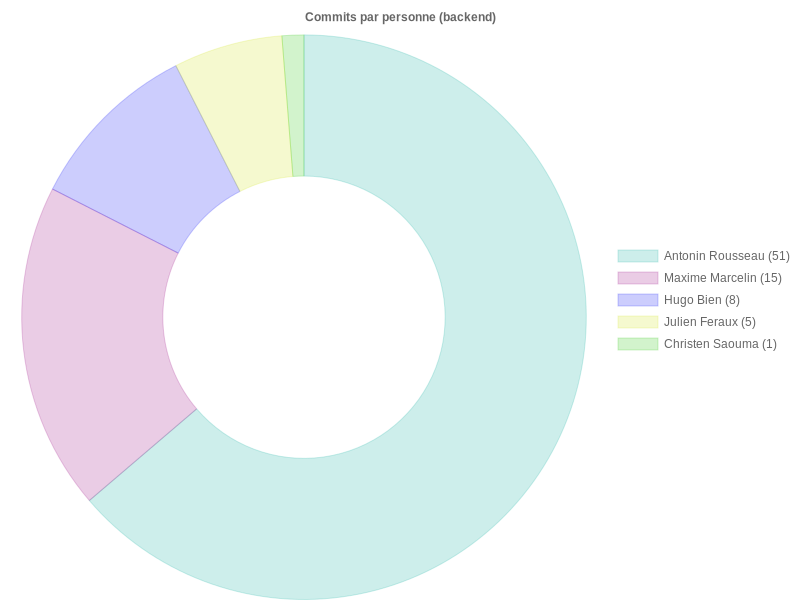 Commits par personne (backend)
Antonin Rousseau (51)
Maxime Marcelin (15)
Hugo Bien (8)
Julien Feraux (5)
Christen Saouma (1)